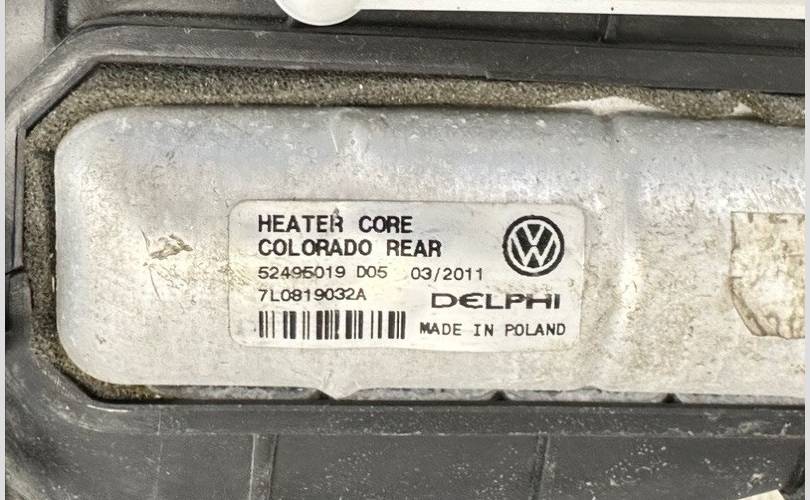 HEATER CORE
COLORADO REAR
52495019 D05 03/2011
7L0819032A
DELPHI
MADE IN POLAND